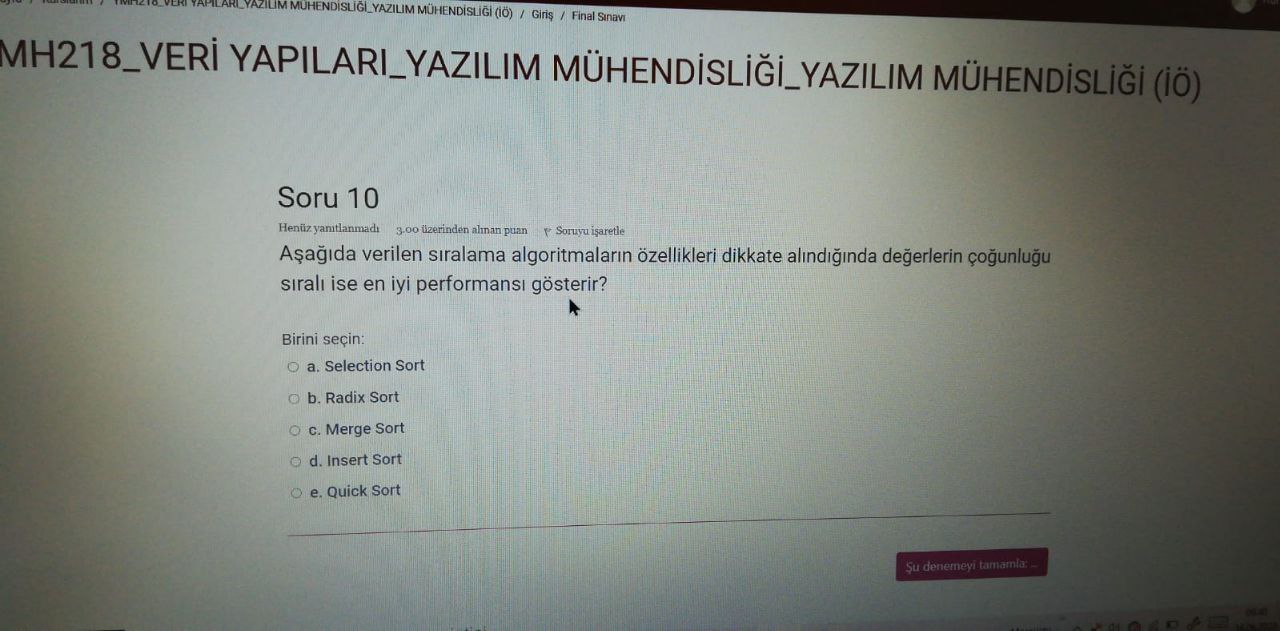 YMH218_VERİ YAPILARI_YAZILIM MÜHENDİSLİĞİ_YAZILIM MÜHENDİSLİĞİ (İÖ) / Giriş / Final Sınavı
MH218_VERİ YAPILARI_YAZILIM MÜHENDİSLİĞİ_YAZILIM MÜHENDİSLİĞİ (İÖ)
Soru 10
Henüz yanıtlanmadı 3.00 üzerinden alınan puan Soruyu işaretle
Aşağıda verilen sıralama algoritmaların özellikleri dikkate alındığında değerlerin çoğunluğu
sıralı ise en iyi performansı gösterir?
Birini seçin:
a. Selection Sort
b. Radix Sort
c. Merge Sort
d. Insert Sort
e. Quick Sort
Şu denemeyi tamamla: ...